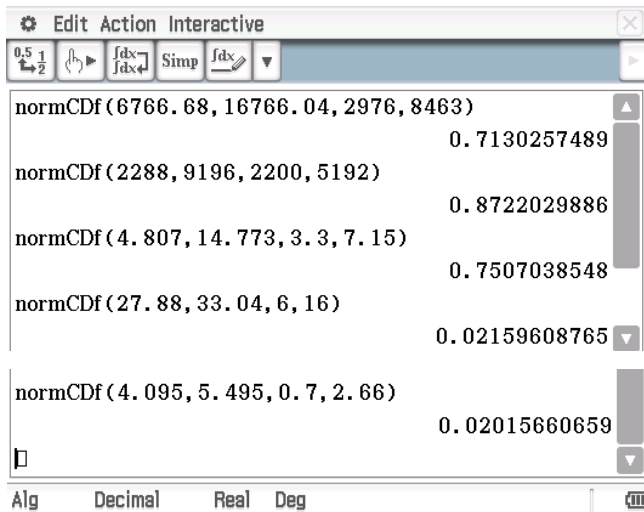 Edit Action Interactive
0.5 1 2 ∫dx ∫dx Simp ∫dx
normCDf(6766.68,16766.04,2976,8463)
0.7130257489
normCDf(2288,9196,2200,5192)
0.8722029886
normCDf(4.807,14.773,3.3,7.15)
0.7507038548
normCDf(27.88,33.04,6,16)
0.02159608765
normCDf(4.095,5.495,0.7,2.66)
0.02015660659
Alg Decimal Real Deg